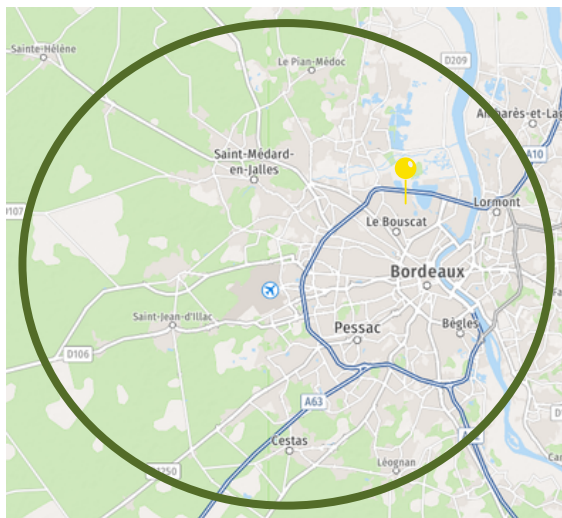 Sainte-Hélène
Le Pian-Médoc
D209
Ambarès-et-Lag
A10
Saint-Médard-
en-Jalles
D107
Lormont
Le Bouscat
Bordeaux
Saint-Jean-d'Illac
Bègles
Pessac
D106
A63
Cestas
Léognan